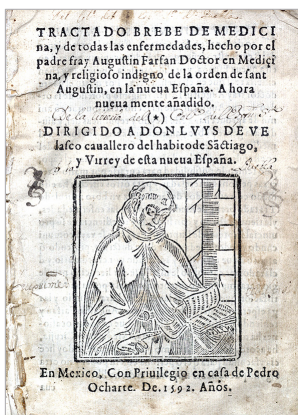 TRACTADO BREBE DE MEDICI
na, y de todas las enfermedades, hecho por el
padre fray Augustin Farfan Doctor en Medici
na, y religioso indigno de la orden de sant
Augustin, en la nueua España. A hora
nueua mente añadido.
De la
(*)
DIRIGIDO A DON LVYS DE VE
lasco cauallero del habito de Sãctiago,
y Virrey de esta nueua España.
En Mexico, Con Priuilegio en casa de Pedro
Ocharte. De. 1592. Años.